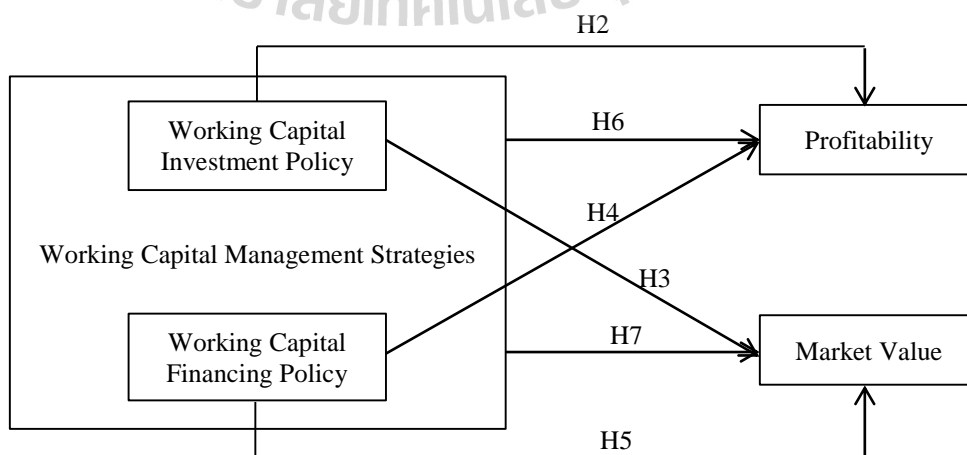 H2
Working Capital
Investment Policy
H6
Profitability
H4
Working Capital Management Strategies
H3
Working Capital
Financing Policy
H7
Market Value
H5